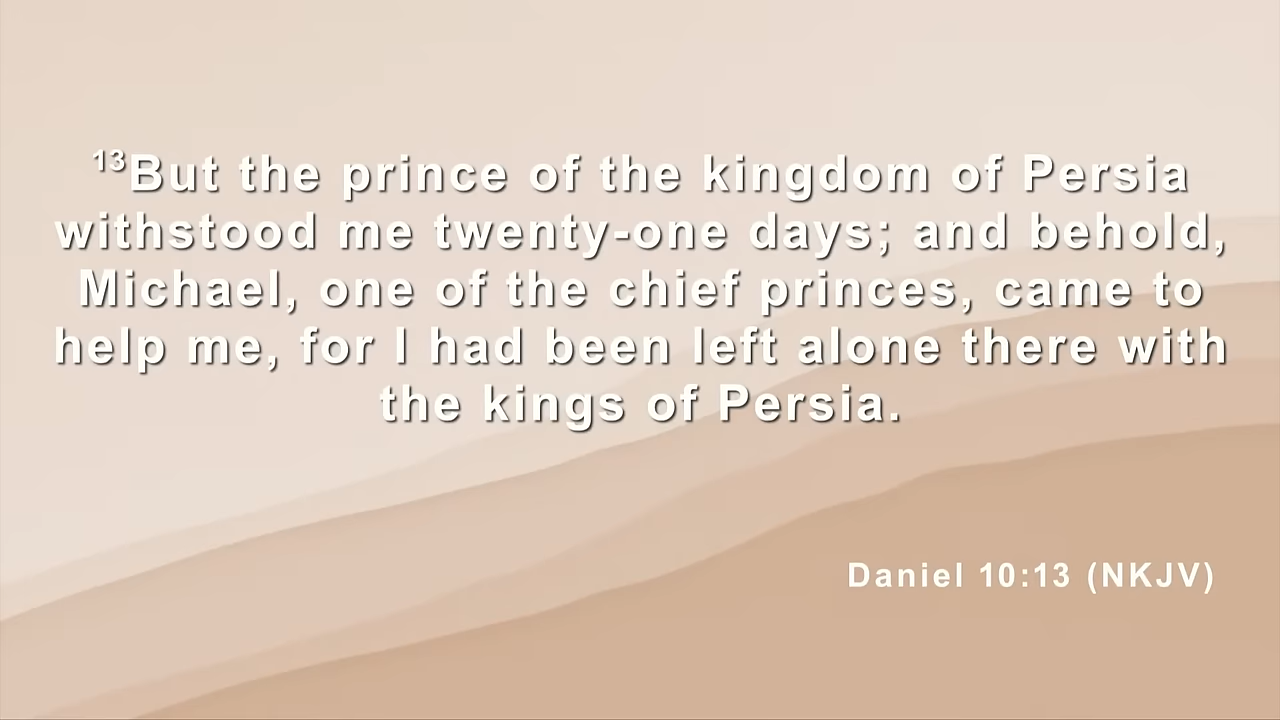 ¹³But the prince of the kingdom of Persia
withstood me twenty-one days; and behold,
Michael, one of the chief princes, came to
help me, for I had been left alone there with
the kings of Persia.
Daniel 10:13 (NKJV)